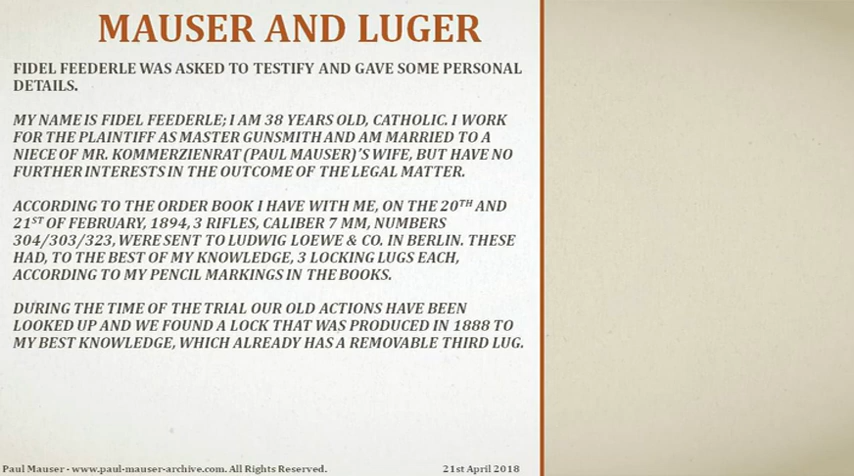 MAUSER AND LUGER
FIDEL FEEDERLE WAS ASKED TO TESTIFY AND GAVE SOME PERSONAL
DETAILS.
MY NAME IS FIDEL FEEDERLE; I AM 38 YEARS OLD, CATHOLIC. I WORK
FOR THE PLAINTIFF AS MASTER GUNSMITH AND AM MARRIED TO A
NIECE OF MR. KOMMERZIENRAT (PAUL MAUSER)'S WIFE, BUT HAVE NO
FURTHER INTERESTS IN THE OUTCOME OF THE LEGAL MATTER.
ACCORDING TO THE ORDER BOOK I HAVE WITH ME, ON THE 20TH AND
21ST OF FEBRUARY, 1894, 3 RIFLES, CALIBER 7 MM, NUMBERS
304/303/323, WERE SENT TO LUDWIG LOEWE & CO. IN BERLIN. THESE
HAD, TO THE BEST OF MY KNOWLEDGE, 3 LOCKING LUGS EACH,
ACCORDING TO MY PENCIL MARKINGS IN THE BOOKS.
DURING THE TIME OF THE TRIAL OUR OLD ACTIONS HAVE BEEN
LOOKED UP AND WE FOUND A LOCK THAT WAS PRODUCED IN 1888 TO
MY BEST KNOWLEDGE, WHICH ALREADY HAS A REMOVABLE THIRD LUG.
Paul Mauser - www.paul-mauser-archive.com. All Rights Reserved.
21st April 2018